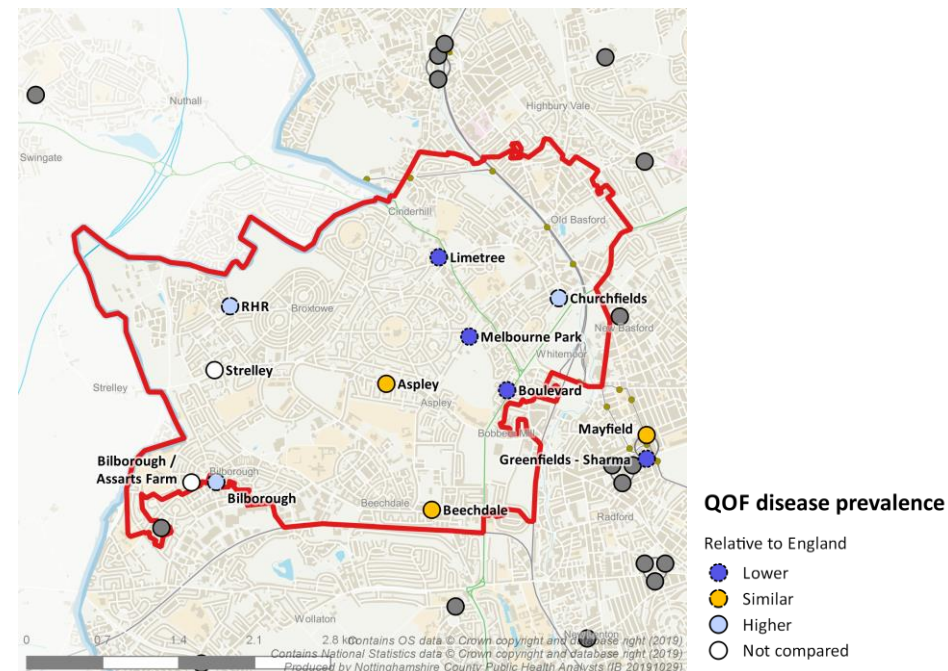 Nuthall
Swingate
Highbury Vale
Cinderhill
Old Basford
Limetree
RHR
Broxtowe
Churchfields
New Basford
Melbourne Park
Whitemoor
Strelley
Strelley
Aspley
Aspley
Boulevard
Mayfield
Greenfields - Sharma
Bilborough /
Assarts Farm
Bilborough
Bilborough
Beechdale
Beechdale
Radford
Wollaton
QOF disease prevalence
Relative to England
Lower
Similar
Higher
Not compared
0 0.7 1.4 2.1 2.8 km
Contains OS data © Crown copyright and database right (2019)
Contains National Statistics data © Crown copyright and database right (2019)
Produced by Nottinghamshire County Public Health Analysts (IB 20191029)